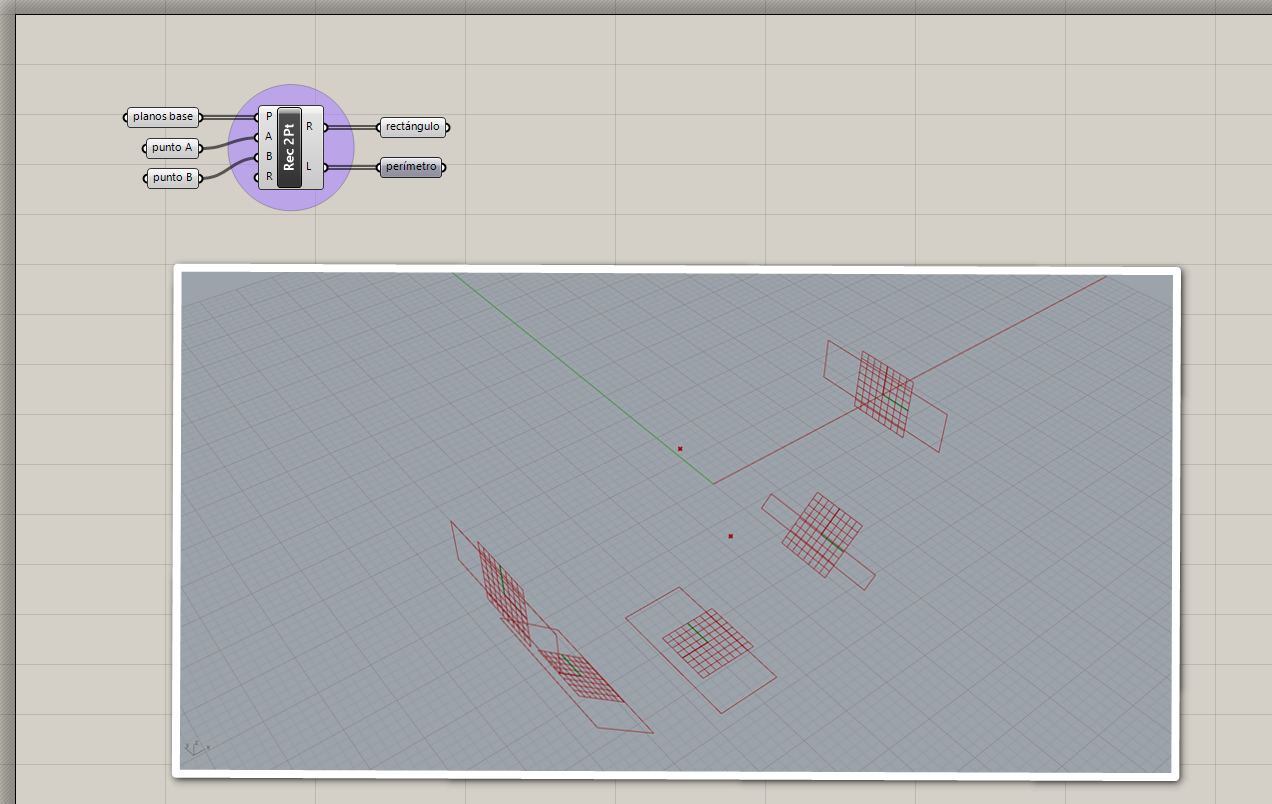 planos base
punto A
punto B
P
A
B
R
Rec 2Pt
R
L
rectángulo
perímetro